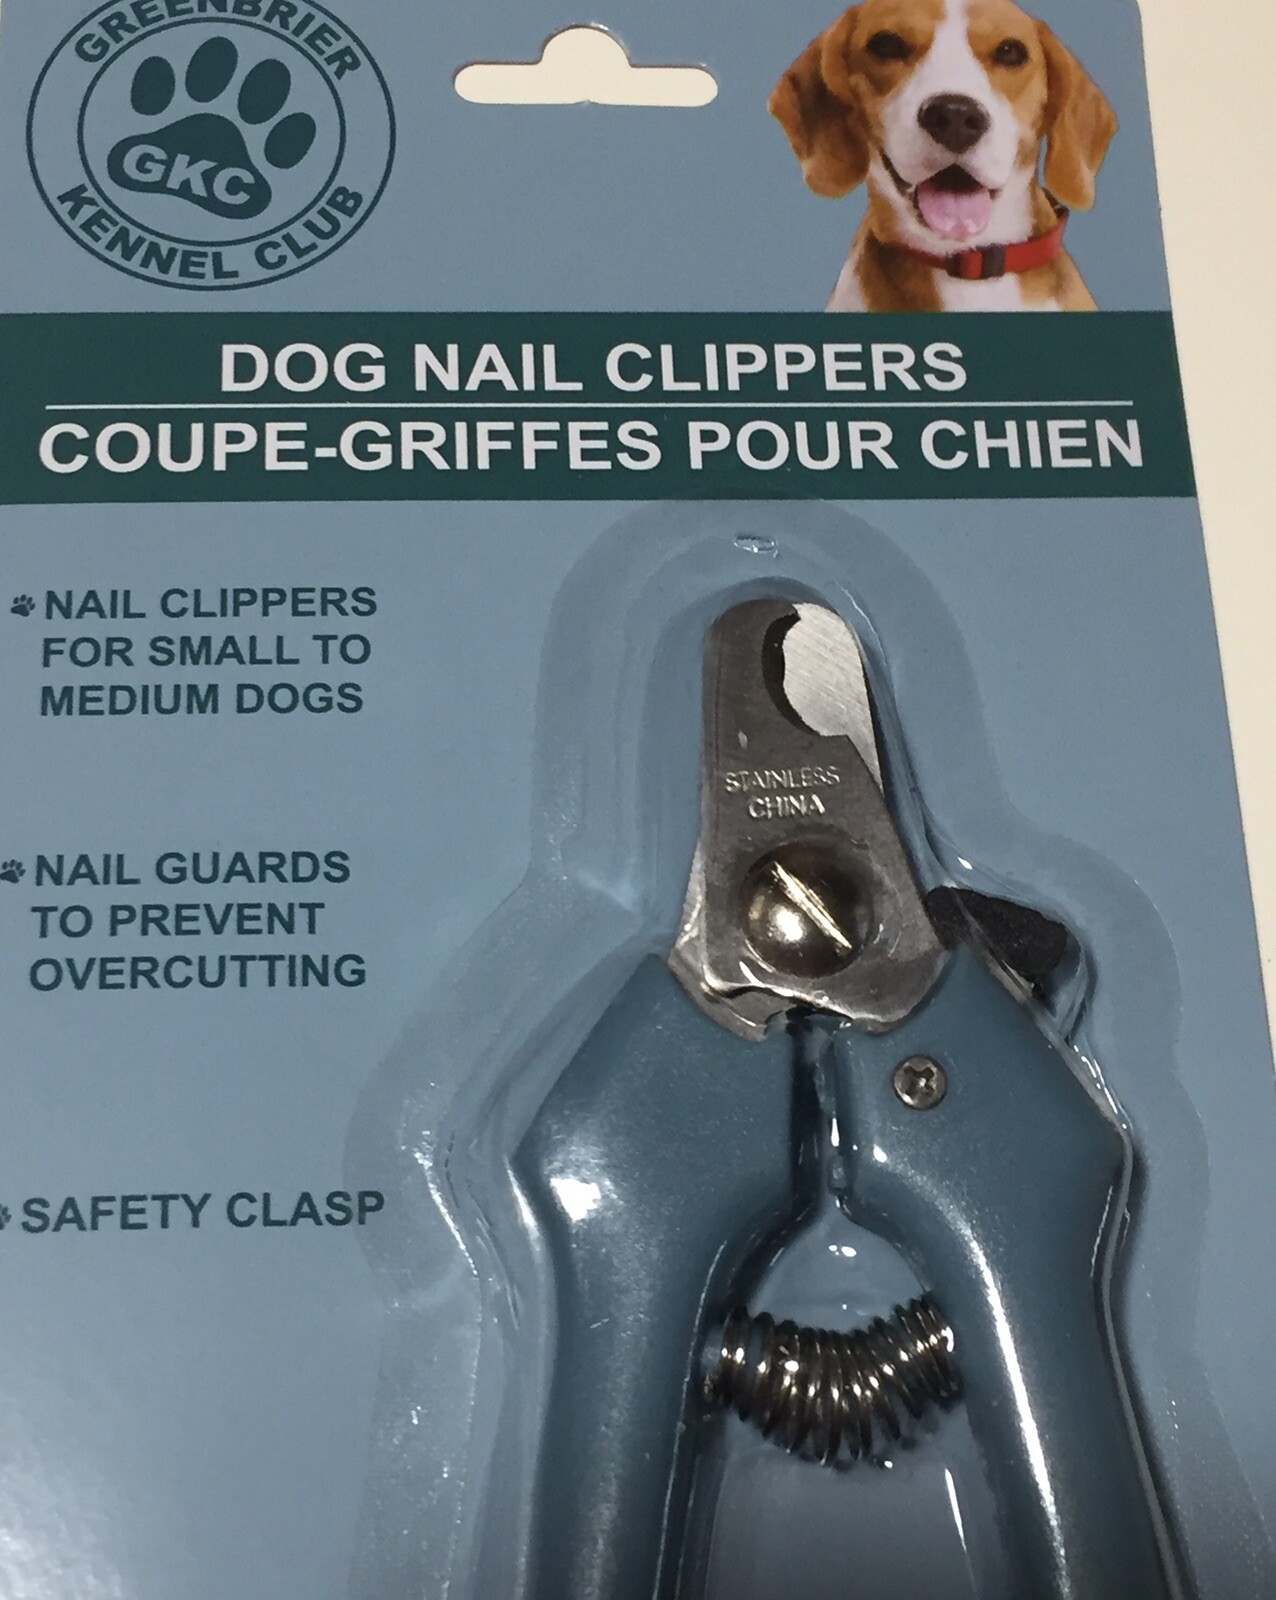 GREENBRIER
GKC
KENNEL CLUB
DOG NAIL CLIPPERS
COUPE-GRIFFES POUR CHIEN
NAIL CLIPPERS
FOR SMALL TO
MEDIUM DOGS
STAINLESS
CHINA
NAIL GUARDS
TO PREVENT
OVERCUTTING
SAFETY CLASP